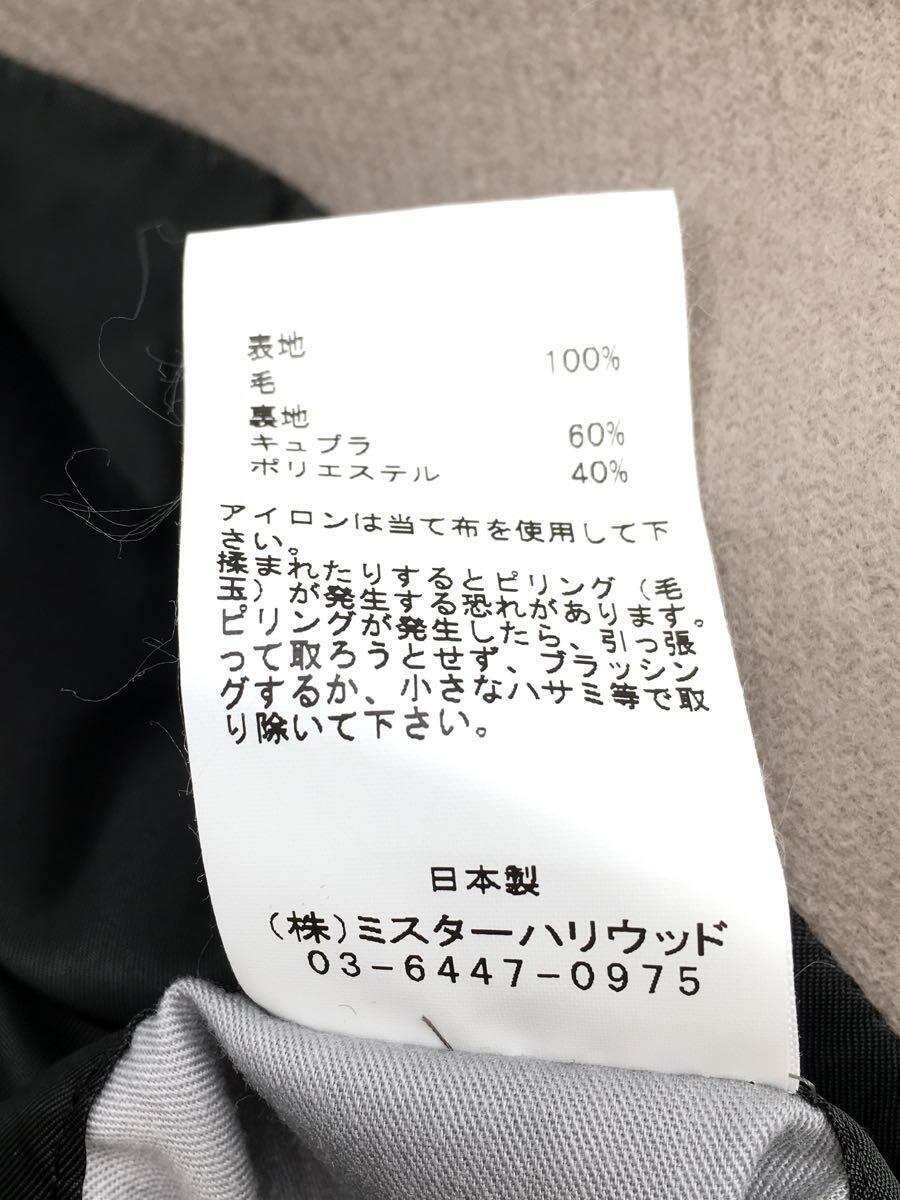 表地
毛 100%
裏地
キュプラ 60%
ポリエステル 40%
アイロンは当て布を使用して下
さい。
揉まれたりするとピリング（毛
玉）が発生する恐れがあります。
ピリングが発生したら、引っ張
って取ろうとせず、ブラッシン
グするか、小さなハサミ等で取
り除いて下さい。
日本製
(株)ミスターハリウッド
03-6447-0975